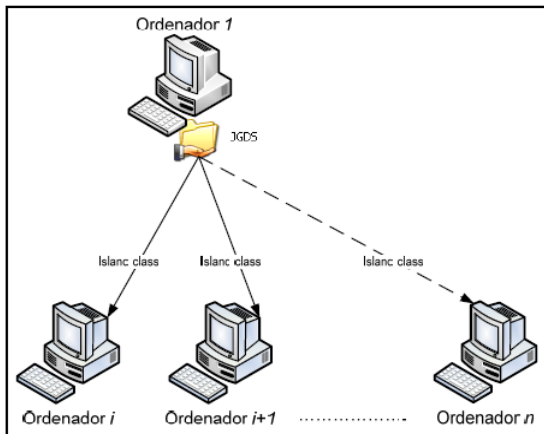 Ordenador 1
JGDS
Islanc class
Islanc class
Islanc class
Ordenador i
Ordenador i+1
Ordenador n